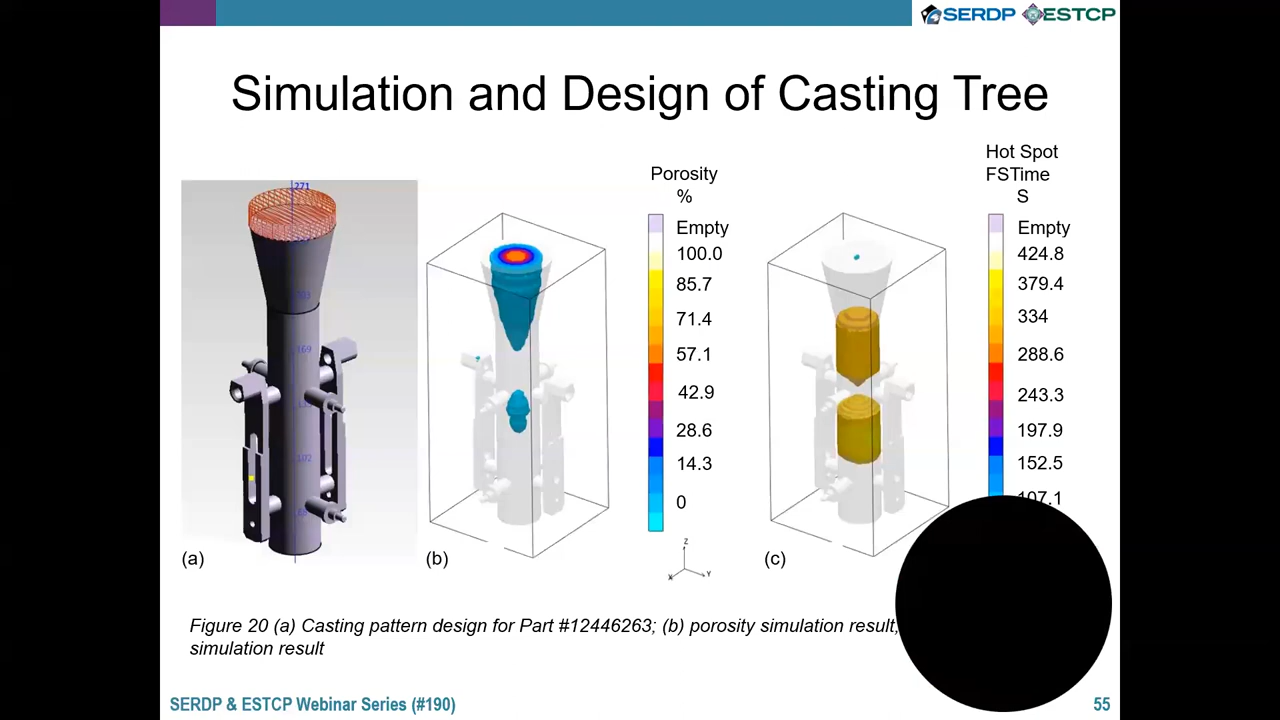 SERDP ESTCP
Simulation and Design of Casting Tree
Porosity
%
Empty
100.0
85.7
71.4
57.1
42.9
28.6
14.3
0
Hot Spot
FSTime
S
Empty
424.8
379.4
334
288.6
243.3
197.9
152.5
107.1
271
169
102
Z
X
Y
(a)
(b)
(c)
Figure 20 (a) Casting pattern design for Part #12446263; (b) porosity simulation result,
simulation result
SERDP & ESTCP Webinar Series (#190)
55